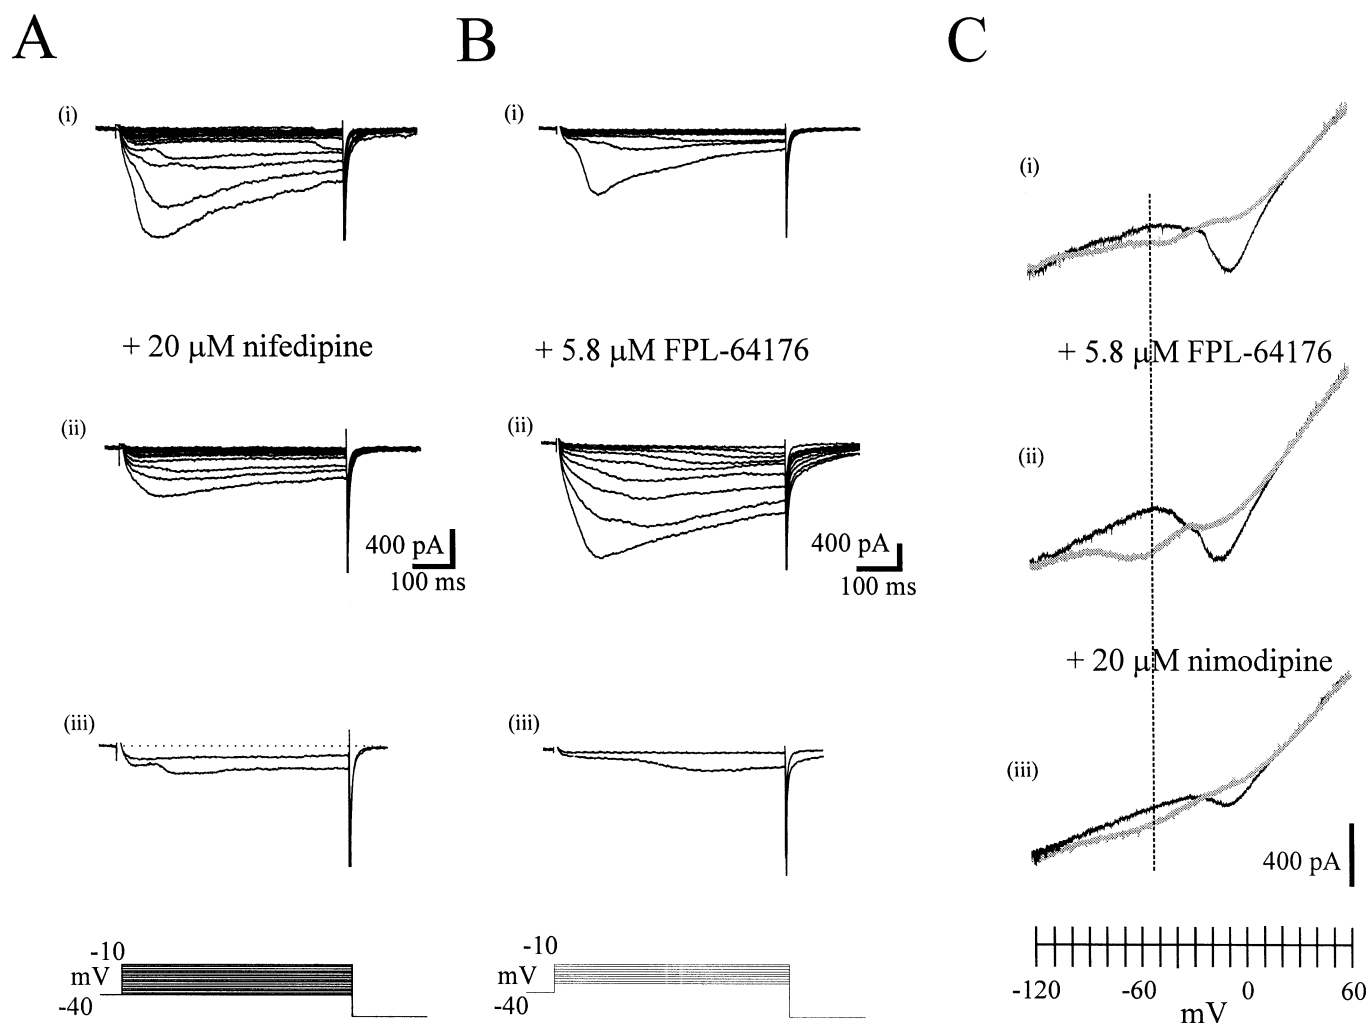 A
B
C
(i)
(i)
(i)
+ 20 µM nifedipine
+ 5.8 µM FPL-64176
+ 5.8 µM FPL-64176
(ii)
(ii)
(ii)
400 pA
100 ms
400 pA
100 ms
+ 20 µM nimodipine
(iii)
(iii)
(iii)
400 pA
-10
mV
-40
-10
mV
-40
-120
-60
0
60
mV